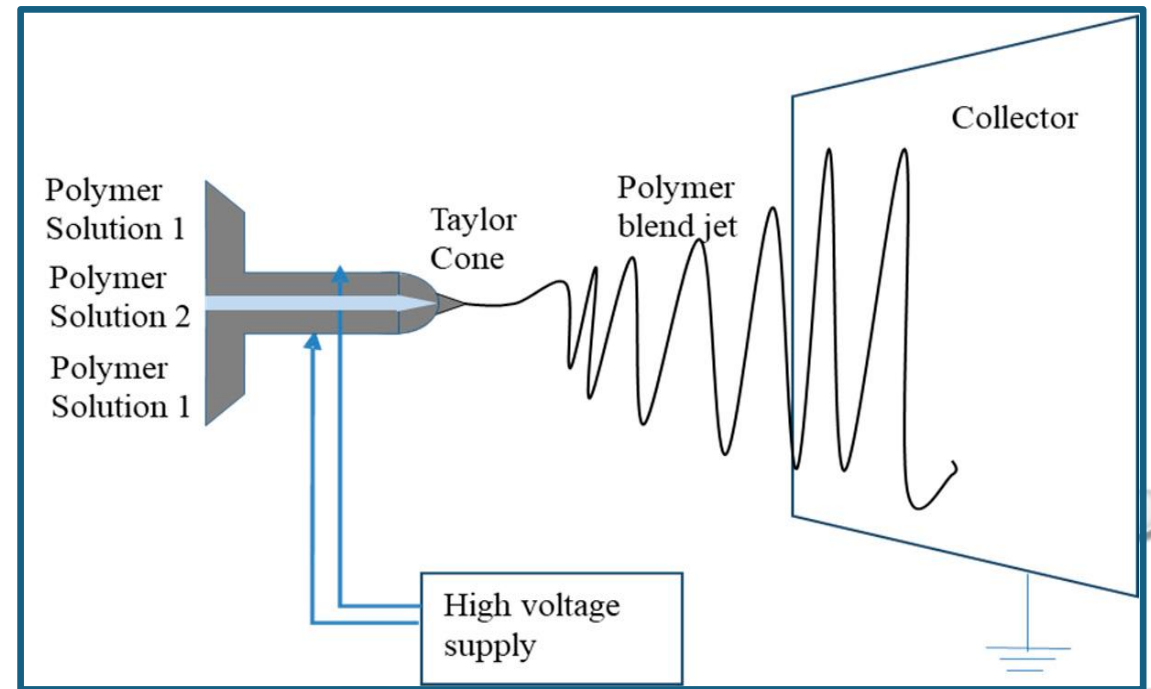 Polymer
Solution 1
Polymer
Solution 2
Polymer
Solution 1
Taylor
Cone
Polymer
blend jet
Collector
High voltage
supply